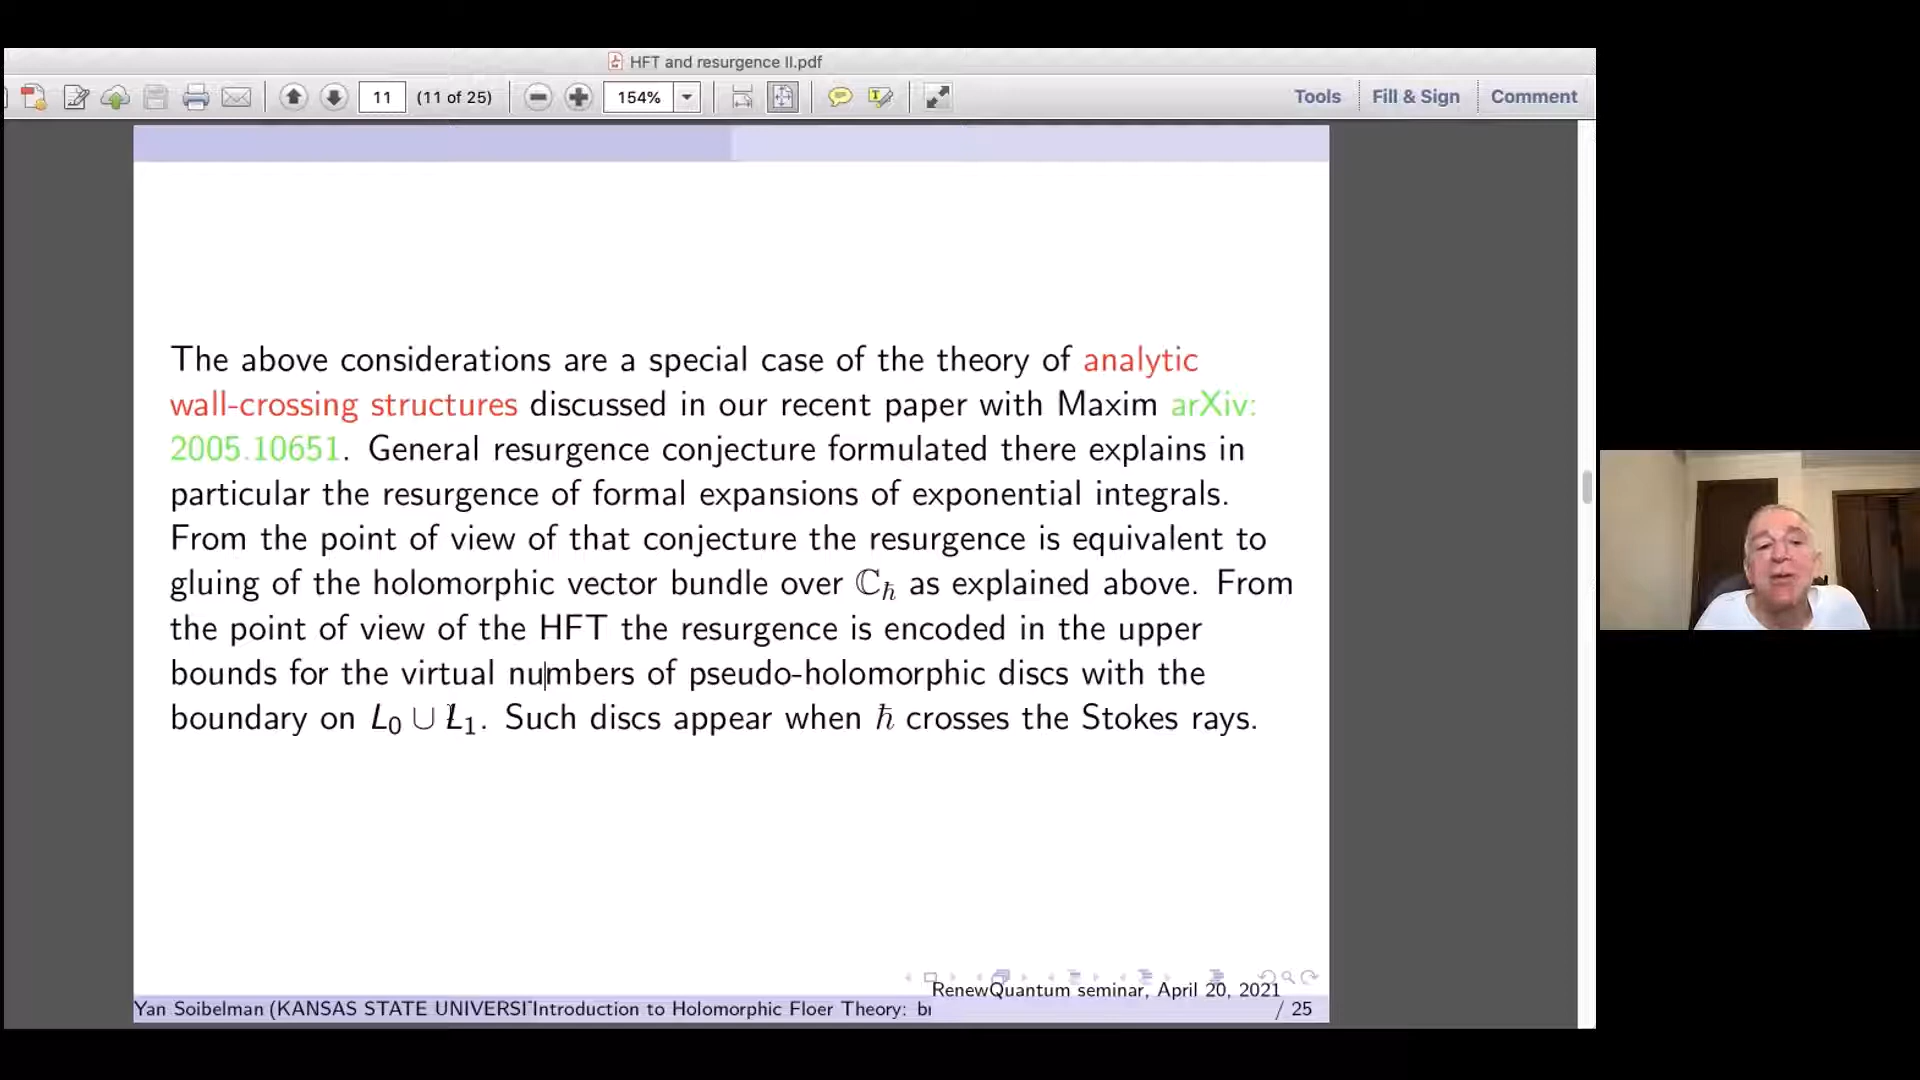 HFT and resurgence II.pdf
11 (11 of 25) 154% Tools Fill & Sign Comment
The above considerations are a special case of the theory of analytic
wall-crossing structures discussed in our recent paper with Maxim arXiv:
2005.10651. General resurgence conjecture formulated there explains in
particular the resurgence of formal expansions of exponential integrals.
From the point of view of that conjecture the resurgence is equivalent to
gluing of the holomorphic vector bundle over ℂ_ℏ as explained above. From
the point of view of the HFT the resurgence is encoded in the upper
bounds for the virtual numbers of pseudo-holomorphic discs with the
boundary on L₀ ∪ L₁. Such discs appear when ℏ crosses the Stokes rays.
RenewQuantum seminar, April 20, 2021
Yan Soibelman (KANSAS STATE UNIVERSI Introduction to Holomorphic Floer Theory: / 25